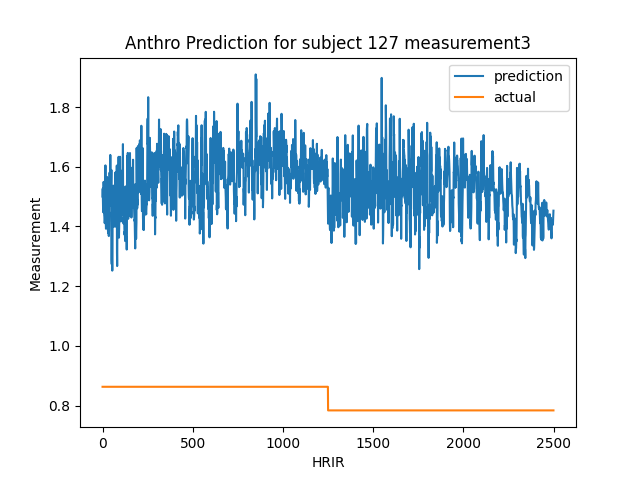 Anthro Prediction for subject 127 measurement3
prediction
actual
1.8
1.6
1.4
1.2
1.0
0.8
Measurement
0
500
1000
1500
2000
2500
HRIR